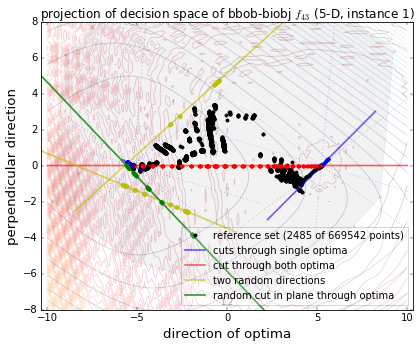 projection of decision space of bbob-biobj f43 (5-D, instance 1)
perpendicular direction
8
6
4
2
0
−2
−4
−6
−8
reference set (2485 of 669542 points)
cuts through single optima
cut through both optima
two random directions
random cut in plane through optima
−10
−5
0
5
10
direction of optima